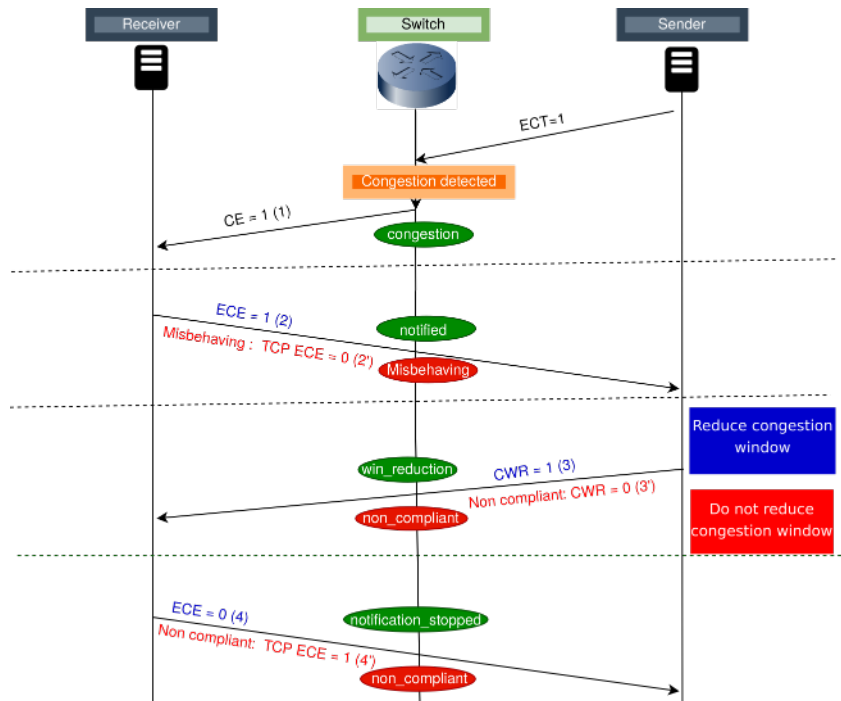 Receiver
Switch
Sender
ECT=1
Congestion detected
CE = 1 (1)
congestion
ECE = 1 (2)
notified
Misbehaving : TCP ECE = 0 (2')
Misbehaving
Reduce congestion
window
win_reduction
CWR = 1 (3)
Non compliant: CWR = 0 (3')
non_compliant
Do not reduce
congestion window
ECE = 0 (4)
notification_stopped
Non compliant: TCP ECE = 1 (4')
non_compliant